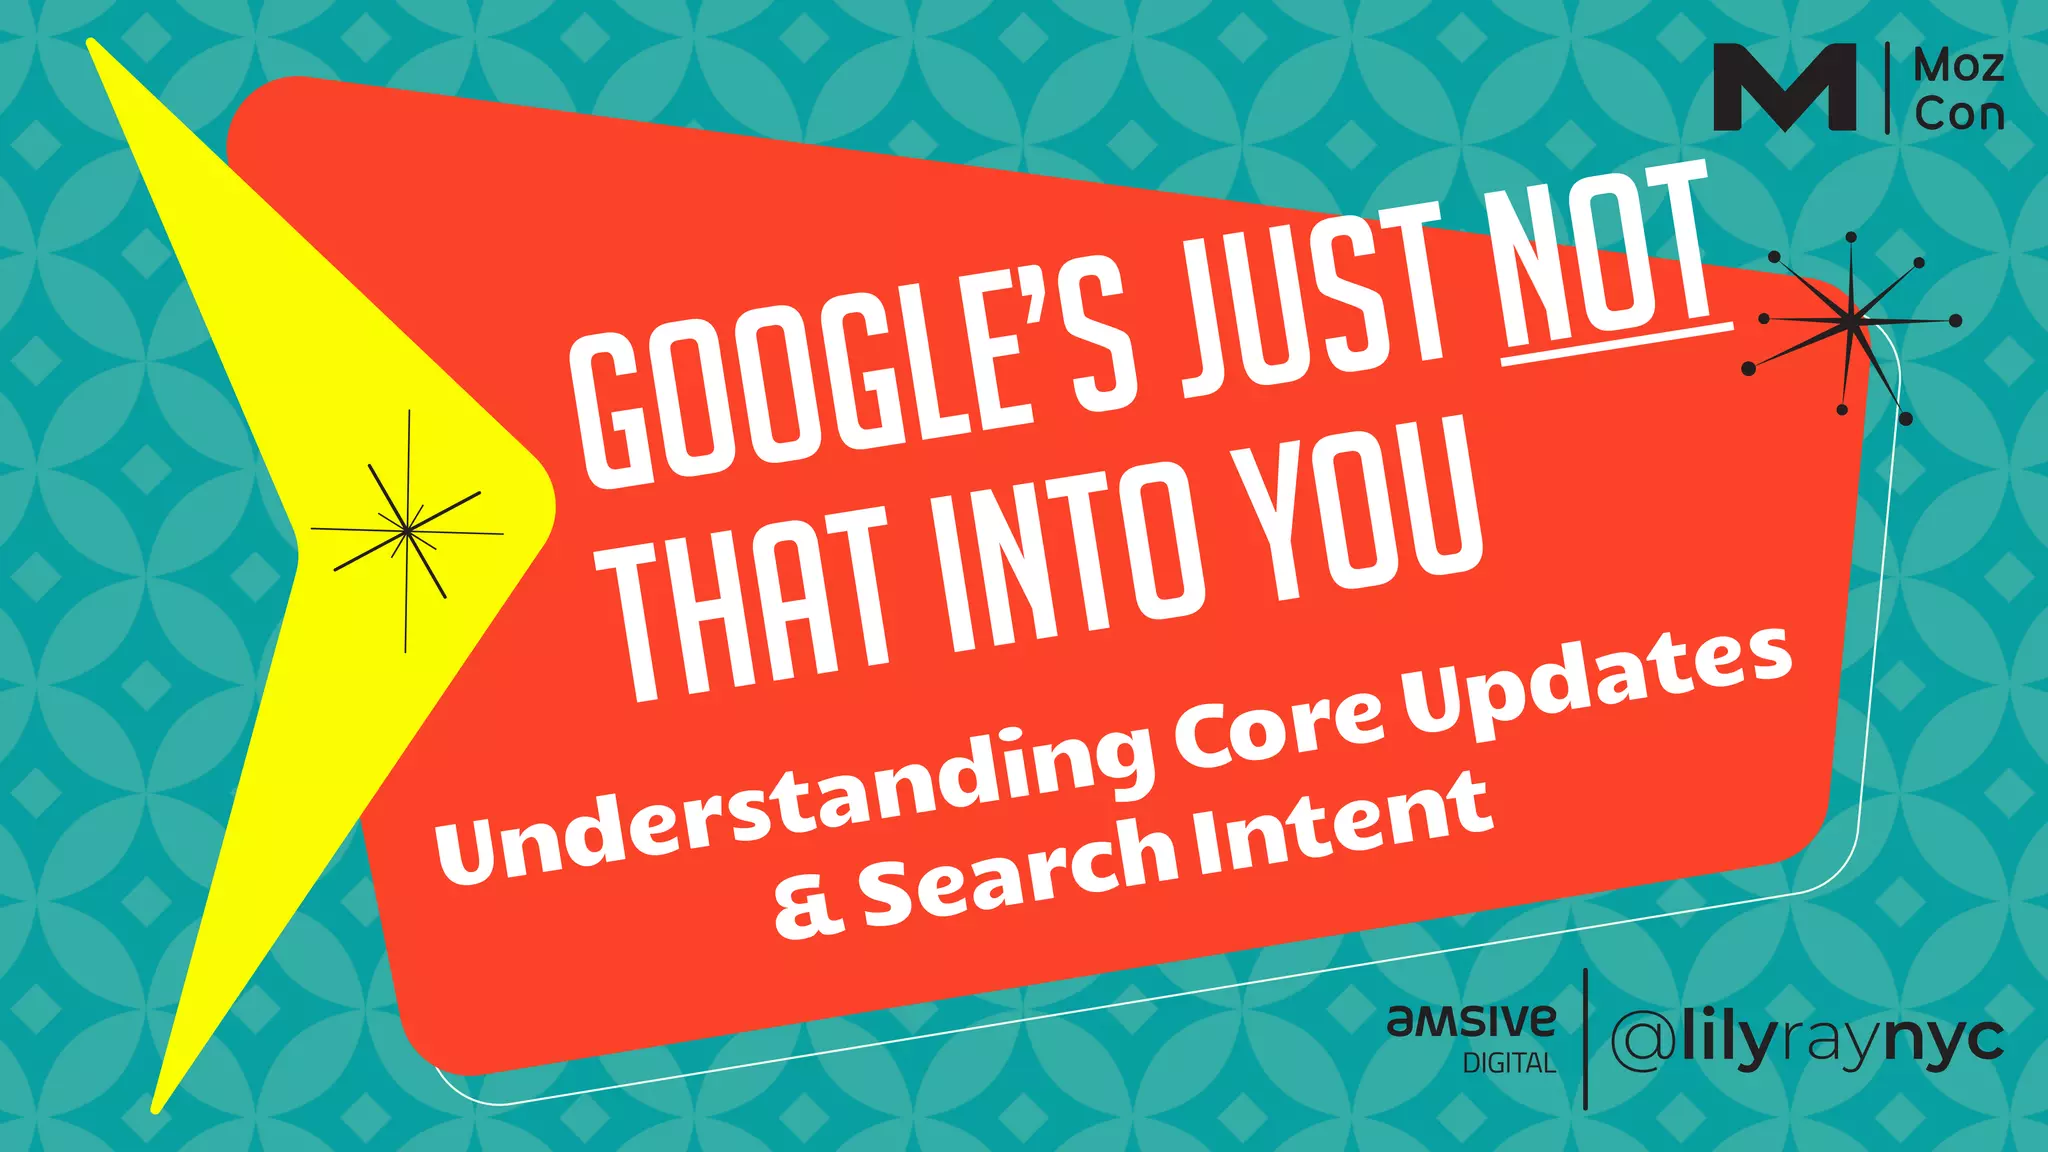 Moz
Con
GOOGLE'S JUST NOT
THAT INTO YOU
Understanding Core Updates
& Search Intent
amsive
DIGITAL
@lilyraynyc